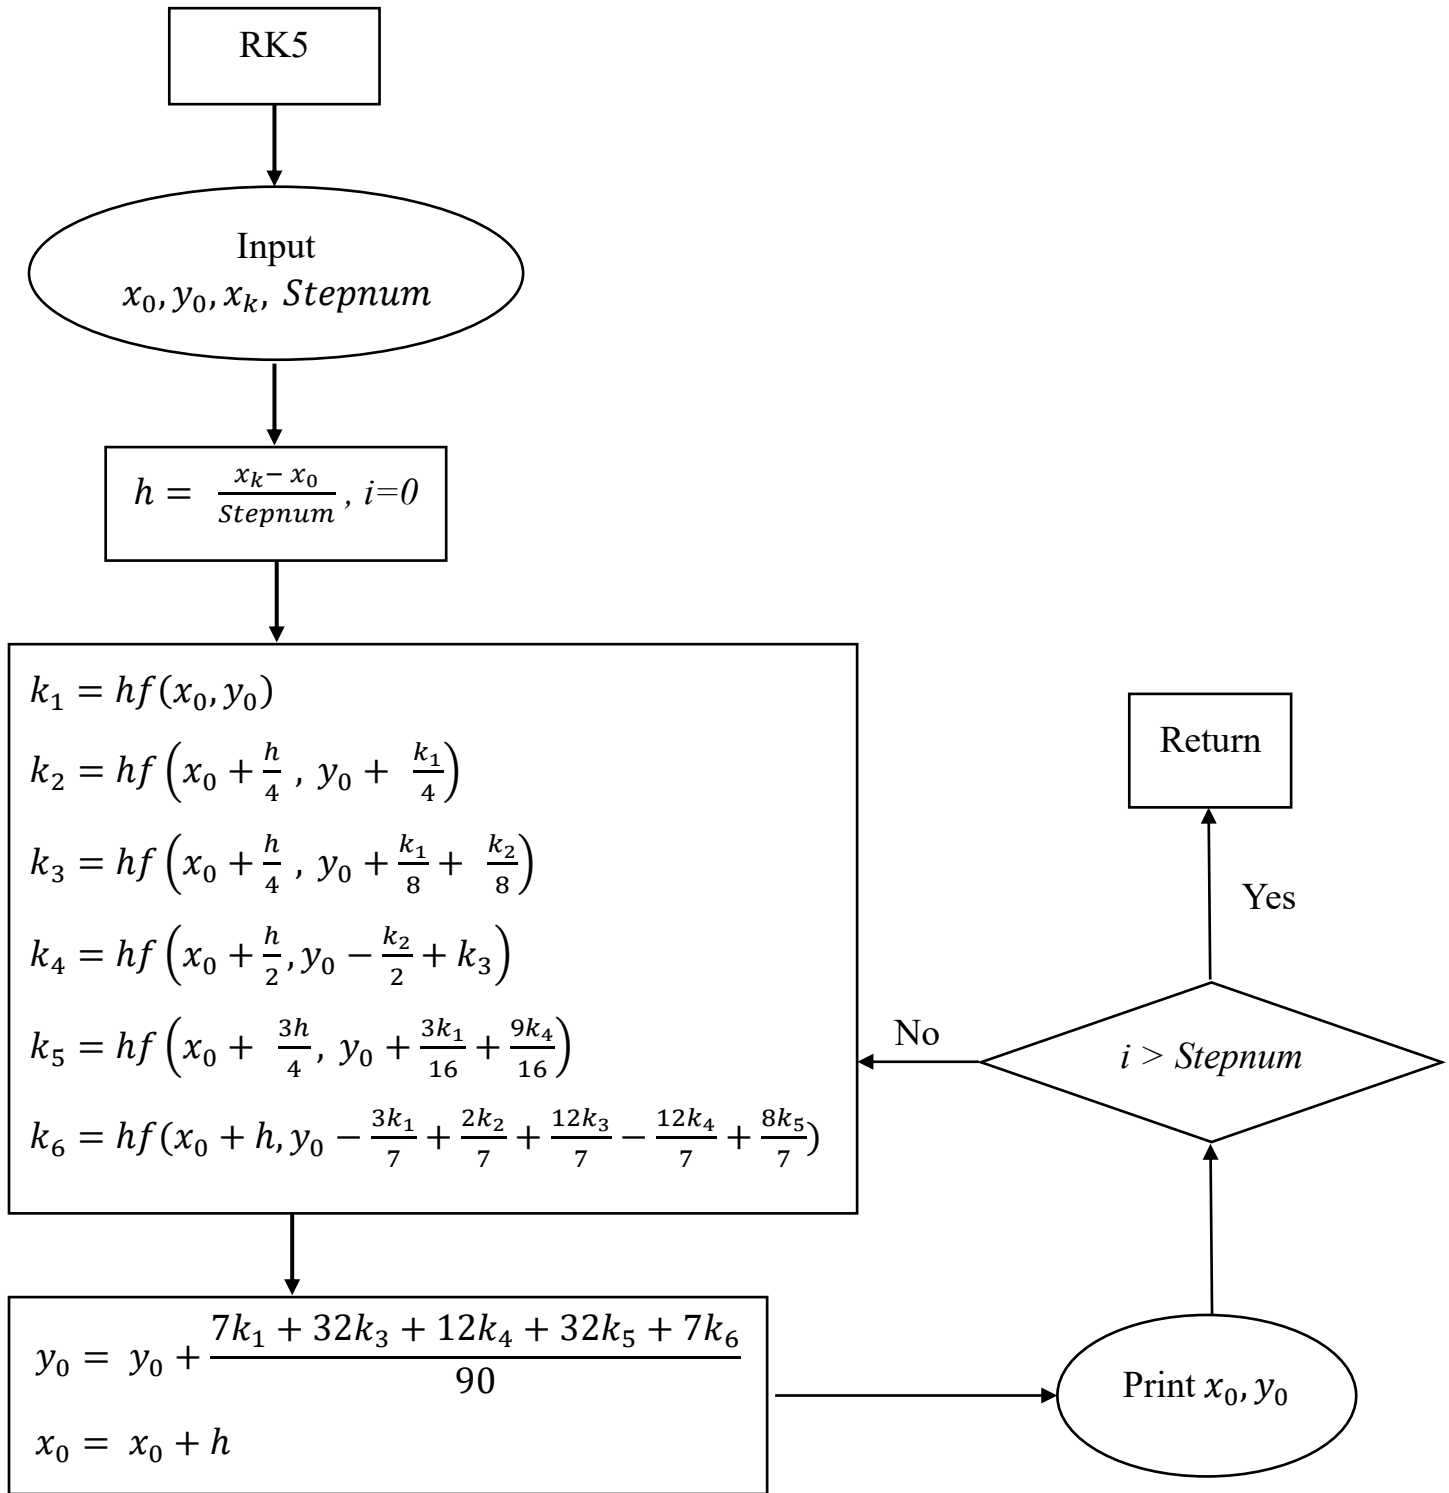 RK5
Input
x₀, y₀, xₖ, Stepnum
h = (xₖ − x₀)/Stepnum, i=0
k₁ = hf(x₀, y₀)
k₂ = hf(x₀ + h/4 , y₀ + k₁/4)
k₃ = hf(x₀ + h/4 , y₀ + k₁/8 + k₂/8)
k₄ = hf(x₀ + h/2, y₀ − k₂/2 + k₃)
k₅ = hf(x₀ + 3h/4, y₀ + 3k₁/16 + 9k₄/16)
k₆ = hf(x₀ + h, y₀ − 3k₁/7 + 2k₂/7 + 12k₃/7 − 12k₄/7 + 8k₅/7)
y₀ = y₀ + (7k₁ + 32k₃ + 12k₄ + 32k₅ + 7k₆)/90
x₀ = x₀ + h
Print x₀, y₀
i > Stepnum
No
Yes
Return